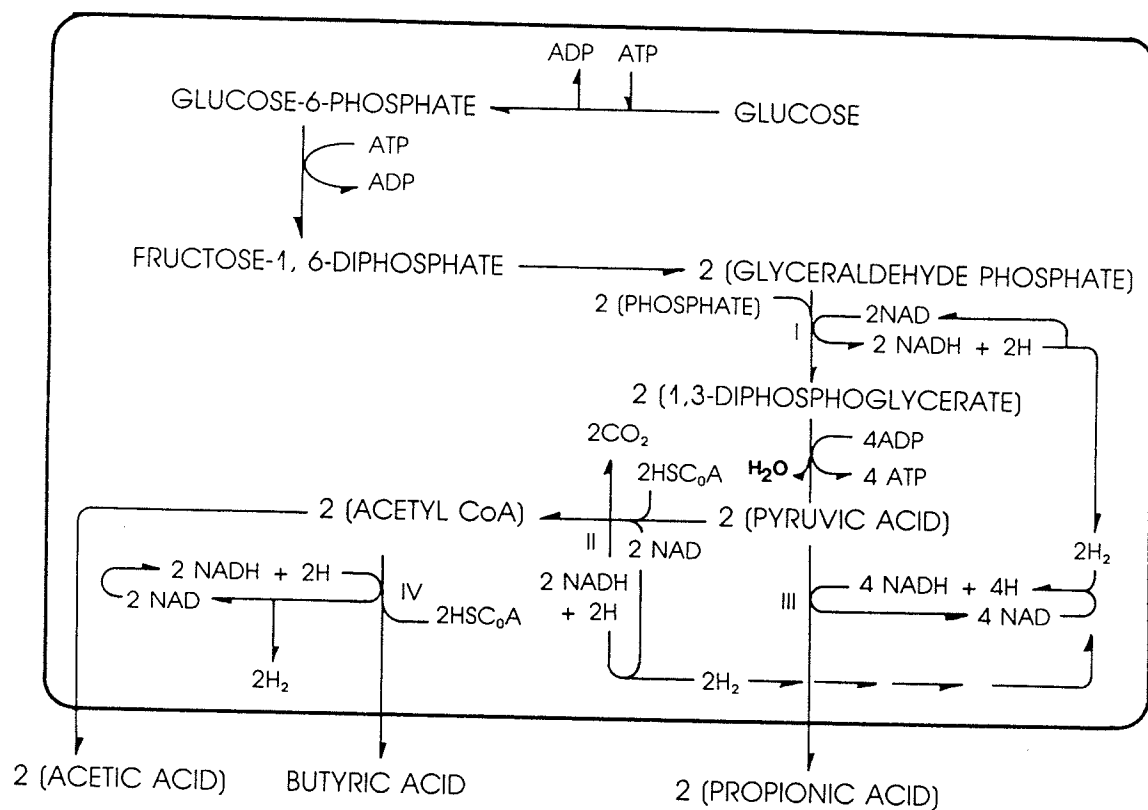 ADP ATP
GLUCOSE-6-PHOSPHATE
GLUCOSE
ATP
ADP
FRUCTOSE-1, 6-DIPHOSPHATE
2 (GLYCERALDEHYDE PHOSPHATE)
2 (PHOSPHATE)
2NAD
I
2 NADH + 2H
2 (1,3-DIPHOSPHOGLYCERATE)
2CO₂
4ADP
H₂O
4 ATP
2HSC₀A
2 (ACETYL CoA)
2 (PYRUVIC ACID)
II
2 NAD
2H₂
2 NADH + 2H
2 NAD
IV
2HSC₀A
2 NADH
+ 2H
4 NADH + 4H
III
4 NAD
2H₂
2H₂
2 (ACETIC ACID)
BUTYRIC ACID
2 (PROPIONIC ACID)